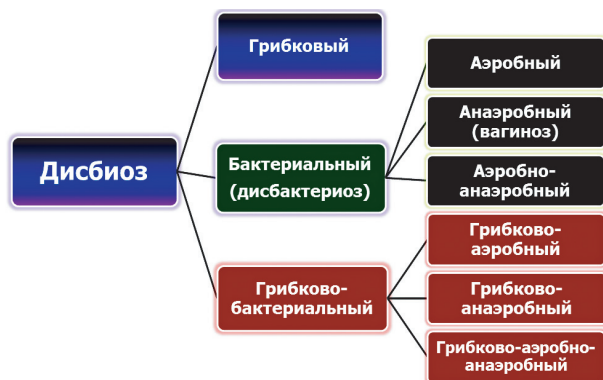 Дисбиоз
Грибковый
Бактериальный
(дисбактериоз)
Грибково-
бактериальный
Аэробный
Анаэробный
(вагиноз)
Аэробно-
анаэробный
Грибково-
аэробный
Грибково-
анаэробный
Грибково-аэробно-
анаэробный